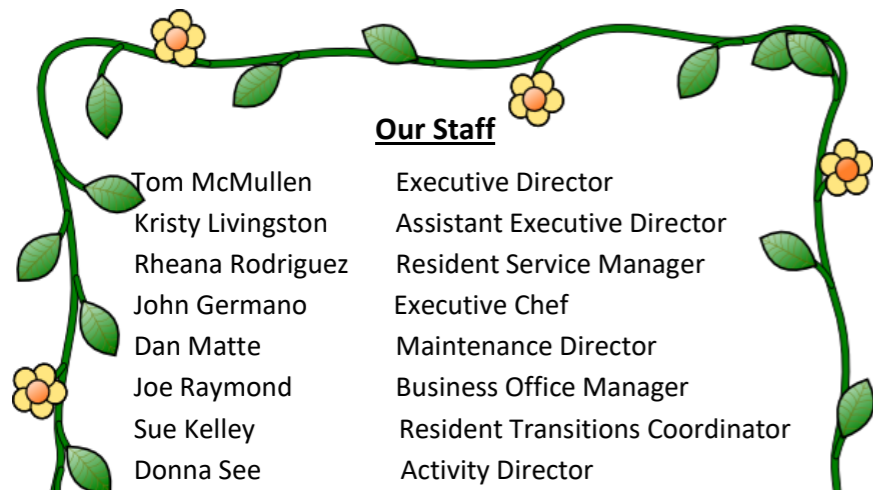 Our Staff
Tom McMullen Executive Director
Kristy Livingston Assistant Executive Director
Rheana Rodriguez Resident Service Manager
John Germano Executive Chef
Dan Matte Maintenance Director
Joe Raymond Business Office Manager
Sue Kelley Resident Transitions Coordinator
Donna See Activity Director